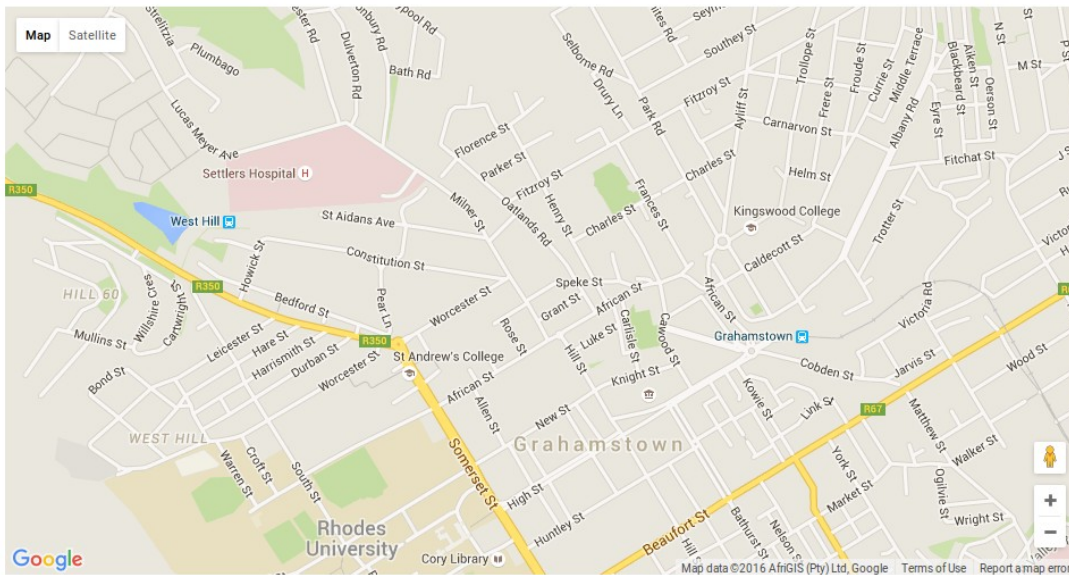 Map Satellite
Strelitzia
Plumbago
Lucas Meyer Ave
Dulverton Rd
Bath Rd
Selborne Rd
Drury Ln
Park Rd
Southey St
Fitzroy St
Ayliff St
Trollope St
Frere St
Froude St
Currie St
Middle Terrace
Albany Rd
Blackbeard St
Aiken St
Oerson St
N St
M St
Eyre St
Carnarvon St
Fitchat St
Florence St
Parker St
Fitzroy St
Charles St
Helm St
Settlers Hospital H
R350
West Hill
St Aidans Ave
Milner St
Oatlands Rd
Henry St
Charles St
Frances St
Kingswood College
Caldecott St
Trotter St
Howick St
Constitution St
HILL 60
Willshire Cres
Cartwright St
R350
Bedford St
Pear Ln
Worcester St
Speke St
Grant St
African St
African St
Victoria Rd
Mullins St
Leicester St
Hare St
Harrismith St
Durban St
Worcester St
R350
St Andrew's College
Rose St
Hill St
Luke St
Carlisle St
Cawood St
Grahamstown
Cobden St
Jarvis St
Wood St
Bond St
African St
Allen St
New St
Knight St
Kowie St
Link S
R67
Matthew St
Walker St
WEST HILL
Warren St
Croft St
South St
Somerset St
Grahamstown
High St
Huntley St
Beaufort St
York St
Market St
Ogilvie St
Wright St
Rhodes
University
Cory Library
Hill S
Bathurst St
Nelson St
+
−
Google
Map data ©2016 AfriGIS (Pty) Ltd, Google Terms of Use Report a map error